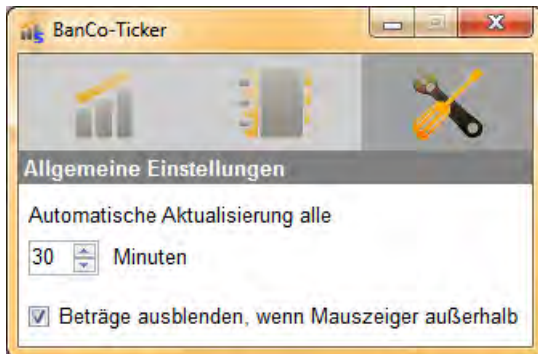 BanCo-Ticker
Allgemeine Einstellungen
Automatische Aktualisierung alle
30 Minuten
Beträge ausblenden, wenn Mauszeiger außerhalb